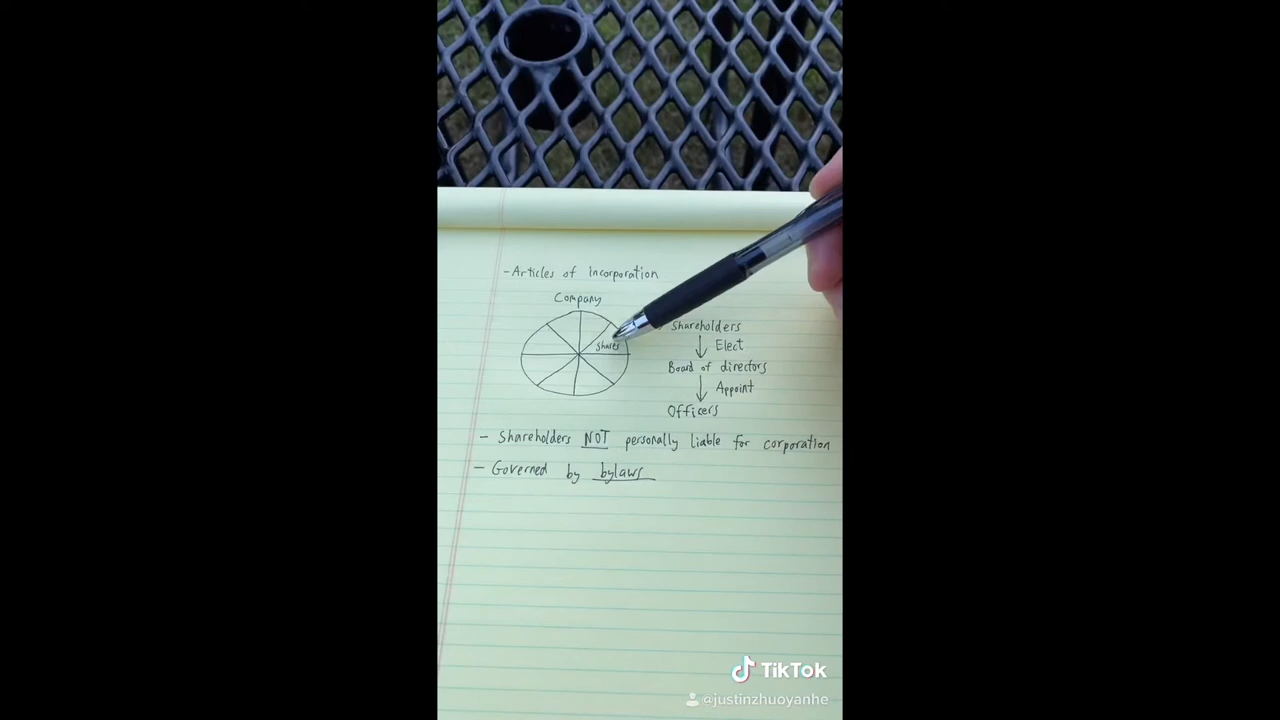 - Articles of incorporation
Company
Shares
Shareholders
Elect
Board of directors
Appoint
Officers
- Shareholders NOT personally liable for corporation
- Governed by bylaws
TikTok
@justinzhuoyanhe